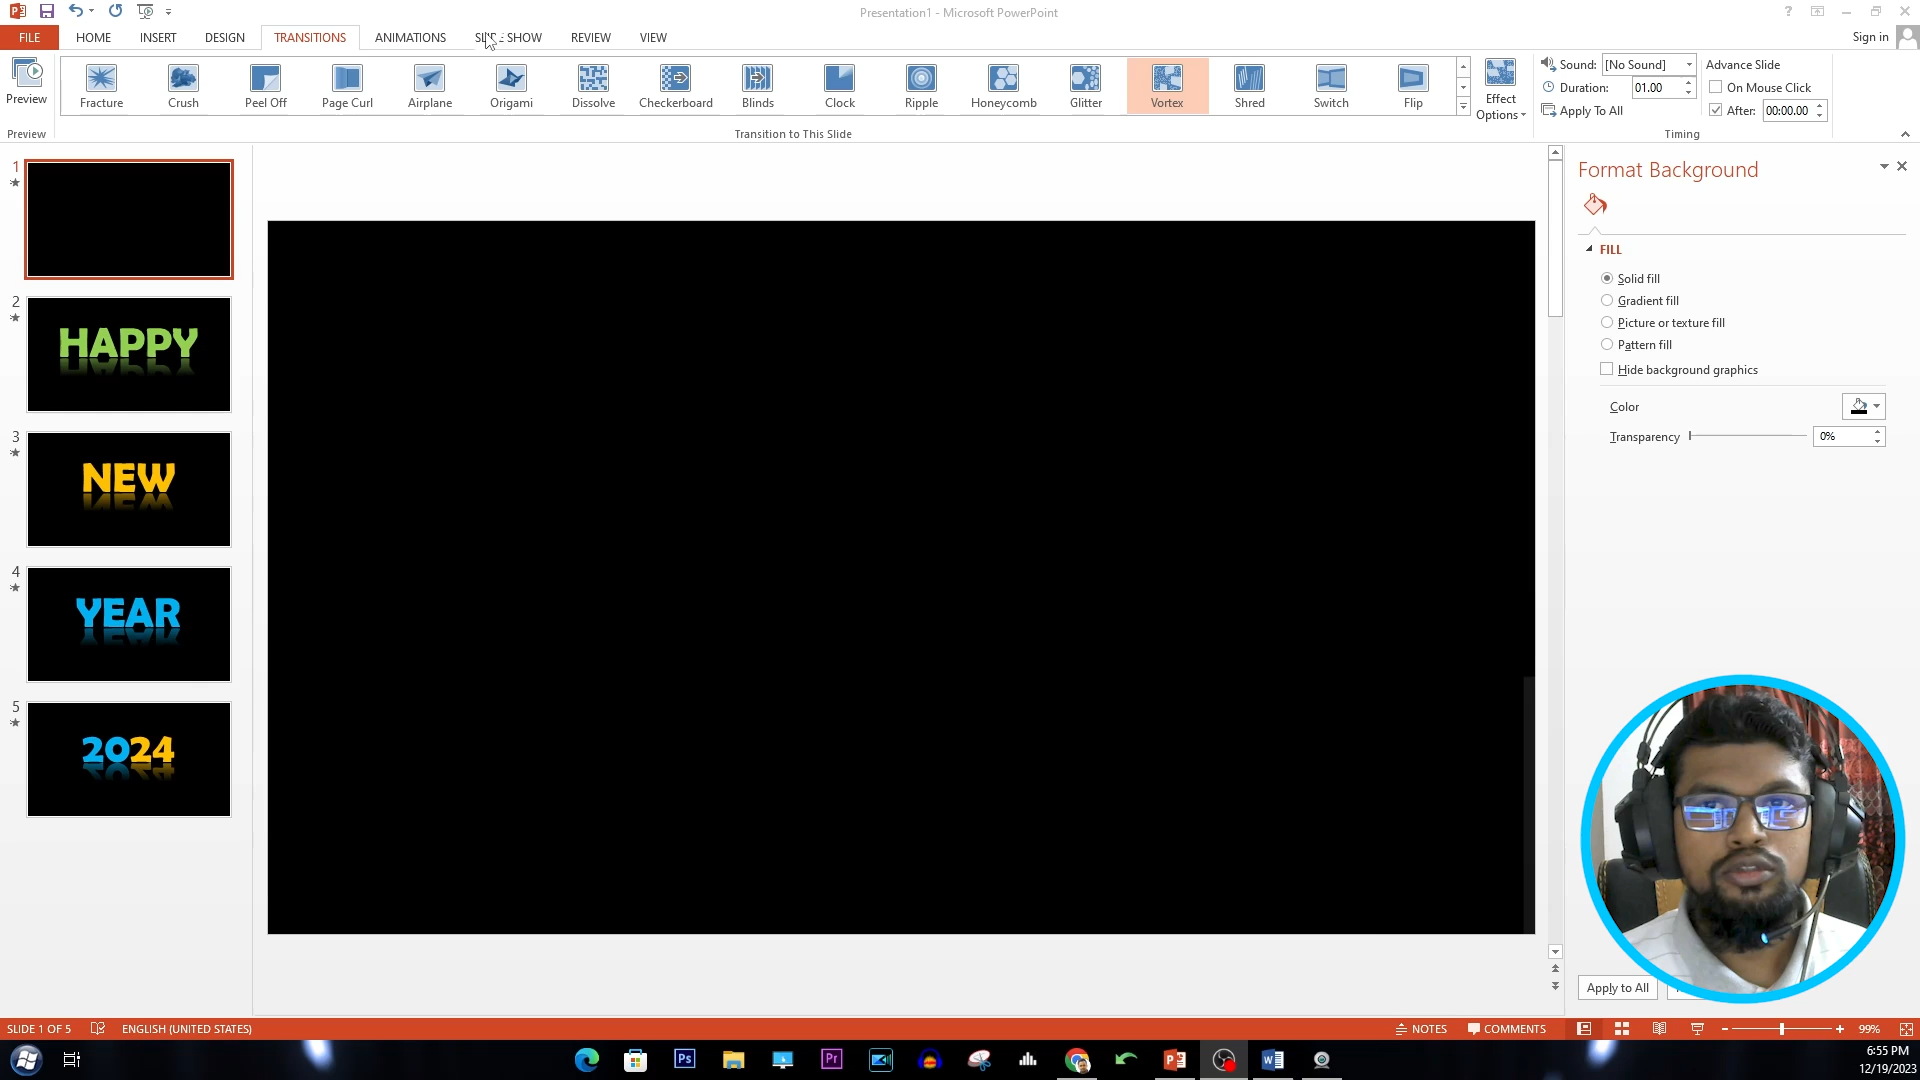 Presentation1 - Microsoft PowerPoint
FILE HOME INSERT DESIGN TRANSITIONS ANIMATIONS SLIDE SHOW REVIEW VIEW Sign in
Preview
Fracture Crush Peel Off Page Curl Airplane Origami Dissolve Checkerboard Blinds Clock Ripple Honeycomb Glitter Vortex Shred Switch Flip
Effect Options
Sound: [No Sound] Advance Slide
Duration: 01.00 On Mouse Click
Apply To All After: 00:00.00
Preview Transition to This Slide Timing
Format Background
FILL
Solid fill
Gradient fill
Picture or texture fill
Pattern fill
Hide background graphics
Color
Transparency 0%
1
2
HAPPY
3
NEW
4
YEAR
5
2024
Apply to All
SLIDE 1 OF 5 ENGLISH (UNITED STATES) NOTES COMMENTS 99%
Ps Pr
6:55 PM
12/19/2023